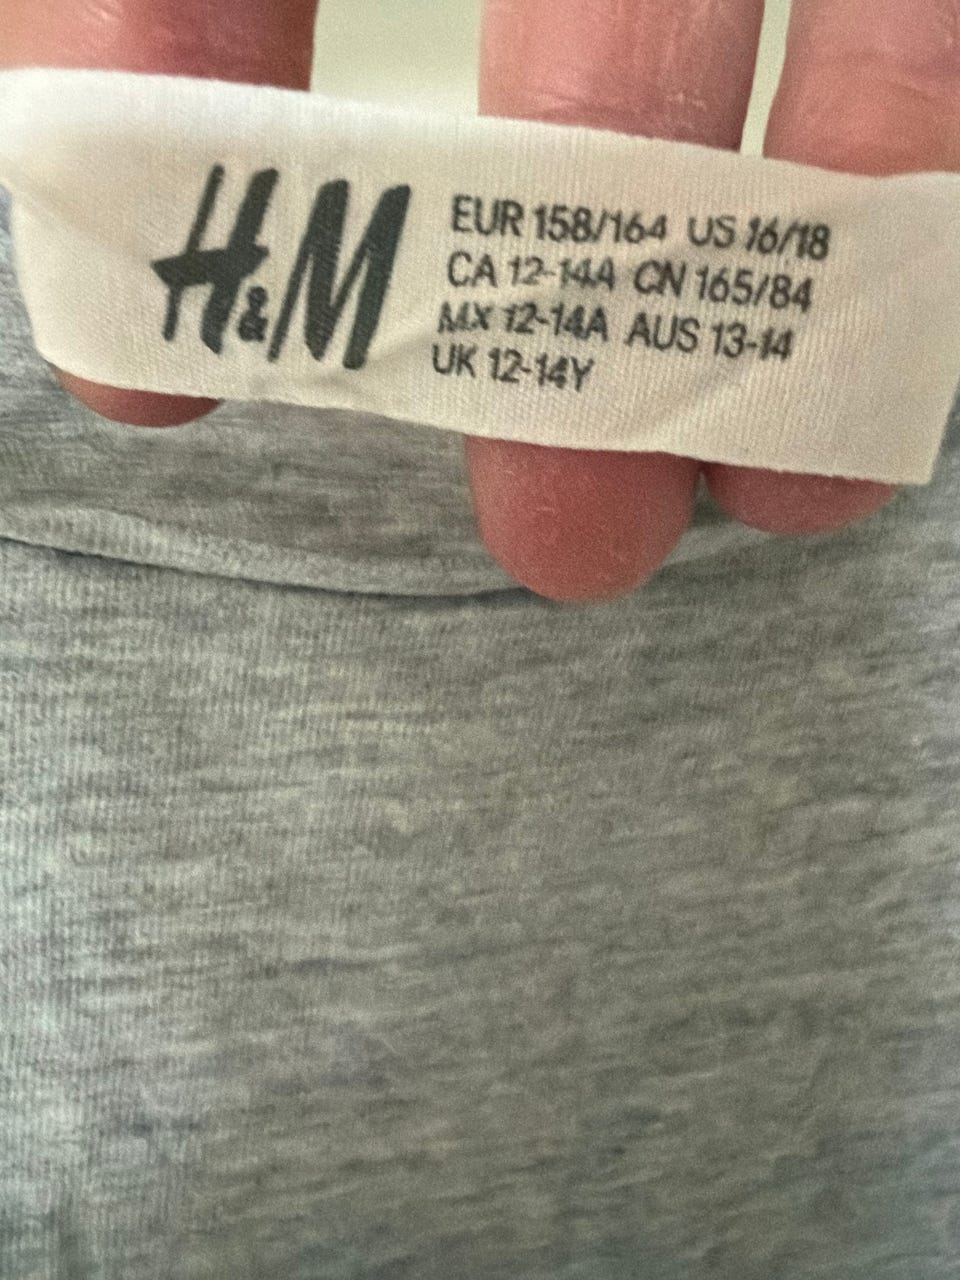 H&M
EUR 158/164 US 16/18
CA 12-14A CN 165/84
MX 12-14A AUS 13-14
UK 12-14Y